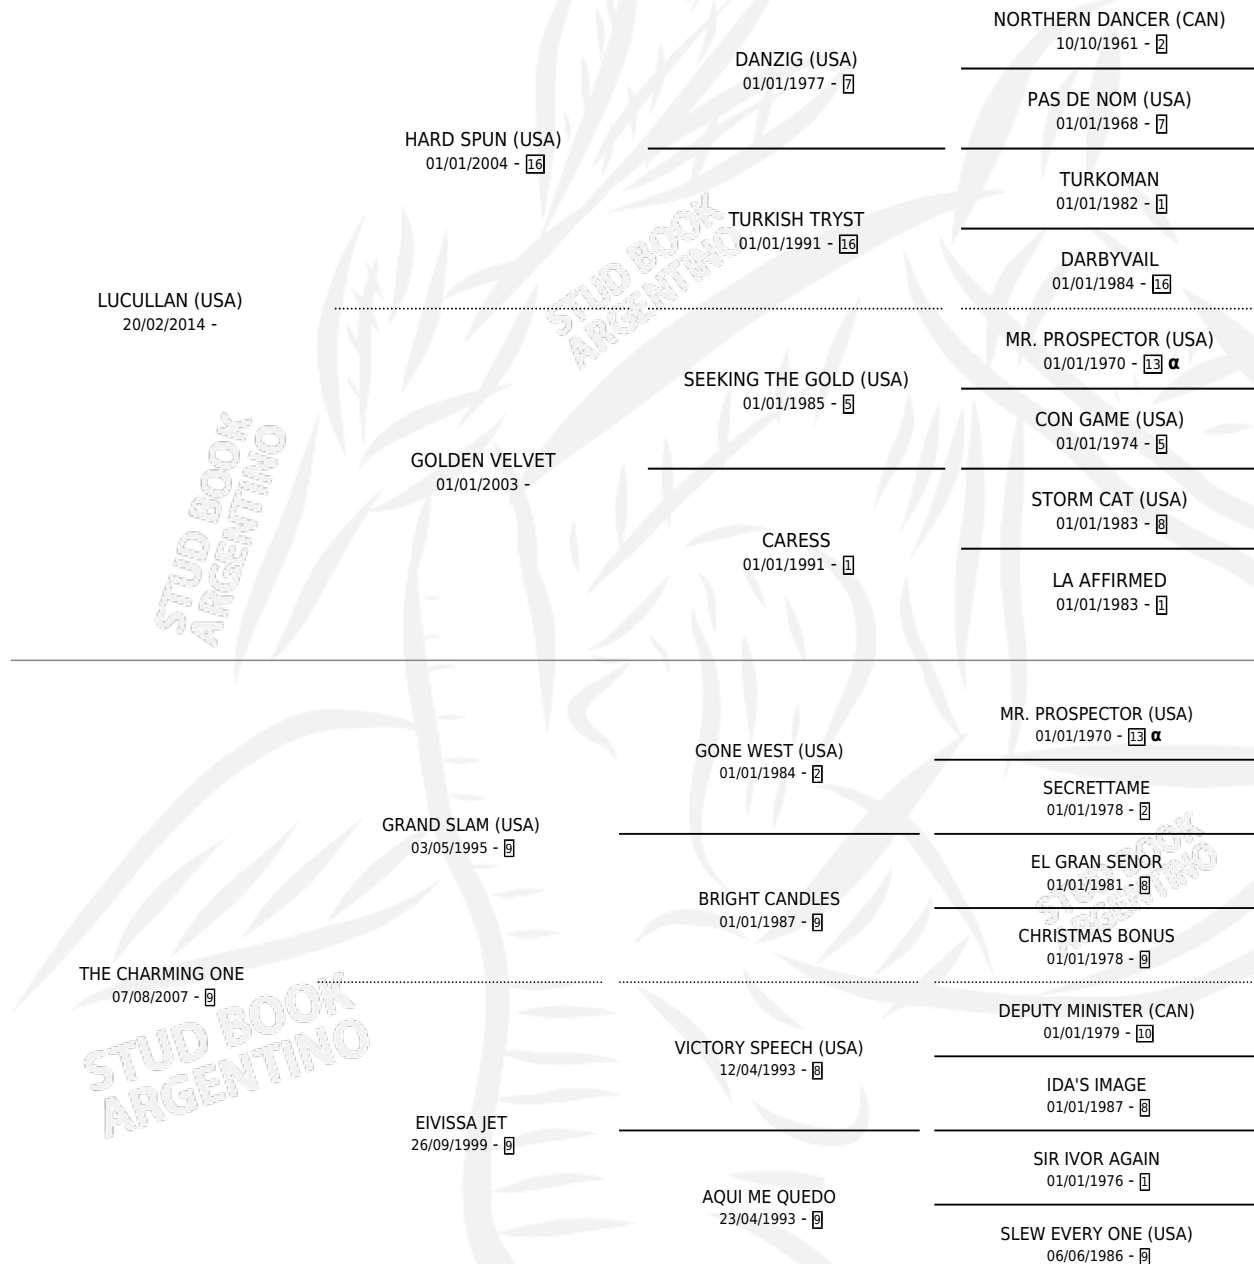 NORTHERN DANCER (CAN)
10/10/1961 - 2
DANZIG (USA)
01/01/1977 - 7
PAS DE NOM (USA)
01/01/1968 - 7
HARD SPUN (USA)
01/01/2004 - 16
TURKOMAN
01/01/1982 - 1
TURKISH TRYST
01/01/1991 - 16
DARBYVAIL
01/01/1984 - 16
LUCULLAN (USA)
20/02/2014 -
MR. PROSPECTOR (USA)
01/01/1970 - 13 α
SEEKING THE GOLD (USA)
01/01/1985 - 5
CON GAME (USA)
01/01/1974 - 5
GOLDEN VELVET
01/01/2003 -
STORM CAT (USA)
01/01/1983 - 8
CARESS
01/01/1991 - 1
LA AFFIRMED
01/01/1983 - 1
MR. PROSPECTOR (USA)
01/01/1970 - 13 α
GONE WEST (USA)
01/01/1984 - 2
SECRETTAME
01/01/1978 - 2
GRAND SLAM (USA)
03/05/1995 - 9
EL GRAN SENOR
01/01/1981 - 8
BRIGHT CANDLES
01/01/1987 - 9
CHRISTMAS BONUS
01/01/1978 - 9
THE CHARMING ONE
07/08/2007 - 9
DEPUTY MINISTER (CAN)
01/01/1979 - 10
VICTORY SPEECH (USA)
12/04/1993 - 8
IDA'S IMAGE
01/01/1987 - 8
EIVISSA JET
26/09/1999 - 9
SIR IVOR AGAIN
01/01/1976 - 1
AQUI ME QUEDO
23/04/1993 - 9
SLEW EVERY ONE (USA)
06/06/1986 - 9
STUD BOOK
ARGENTINO
STUD BOOK
ARGENTINO
STUD BOOK
ARGENTINO
STUD BOOK
ARGENTINO